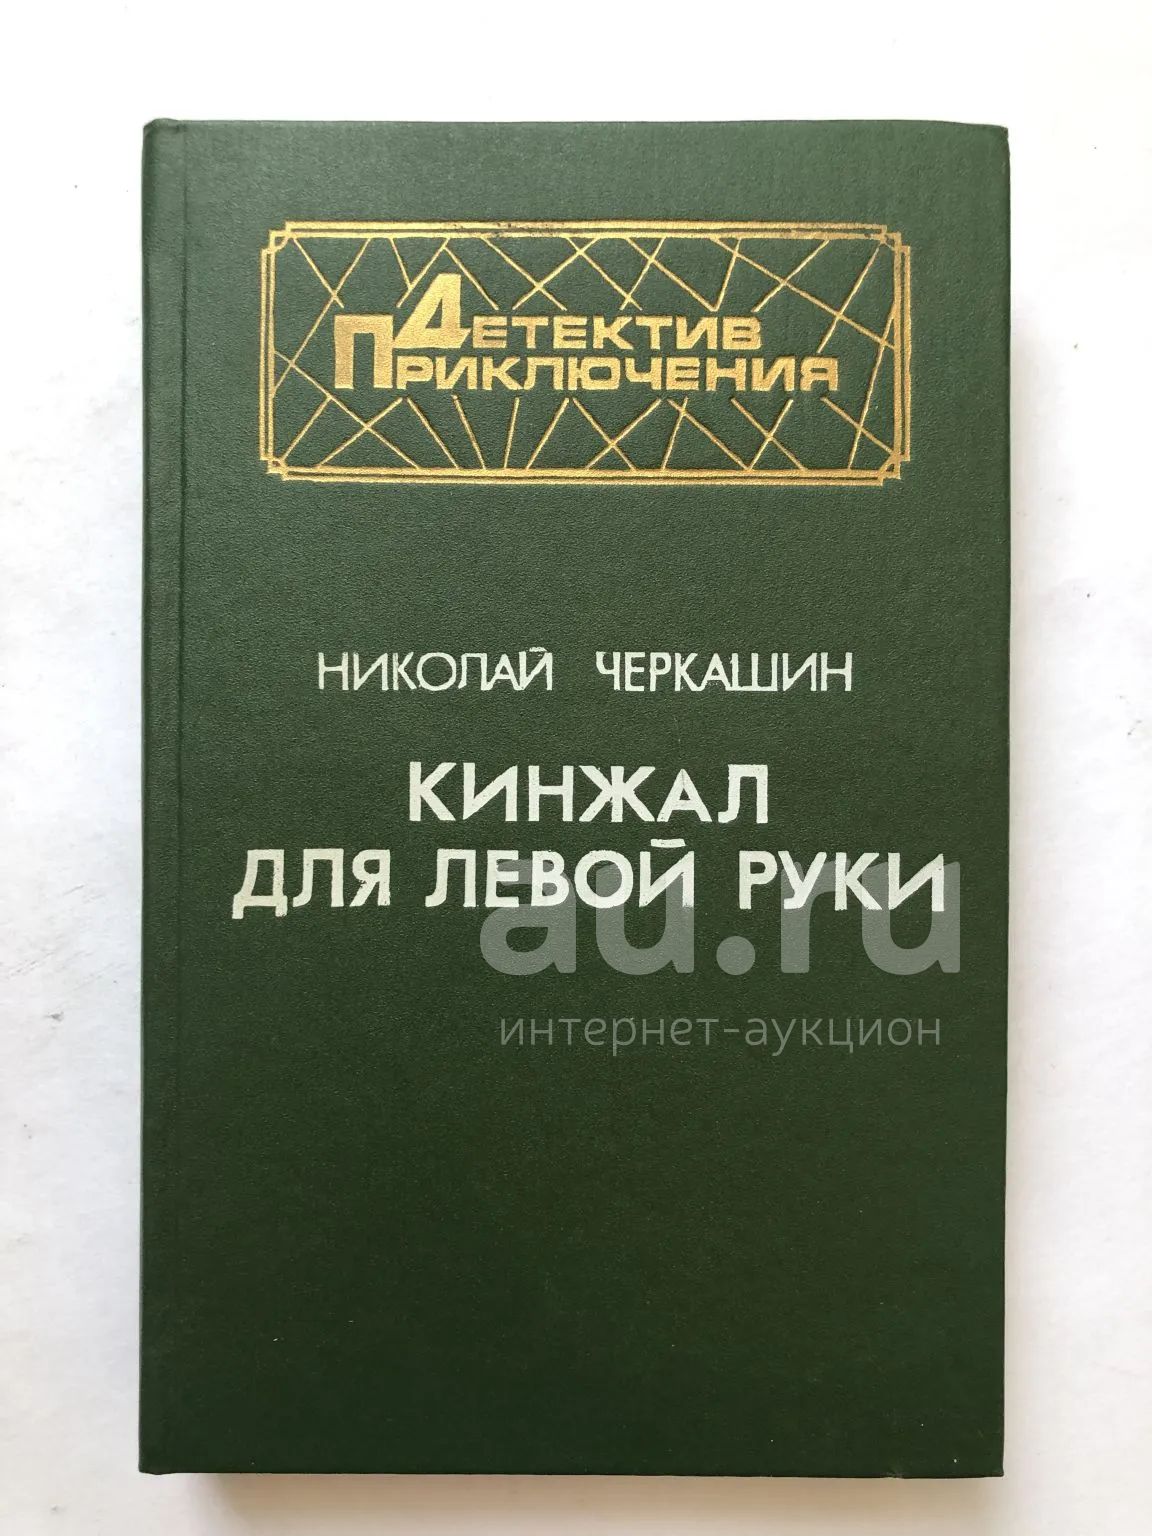 ДЕТЕКТИВ
ПРИКЛЮЧЕНИЯ
НИКОЛАЙ ЧЕРКАШИН
КИНЖАЛ
ДЛЯ ЛЕВОЙ РУКИ
au.ru
интернет-аукцион